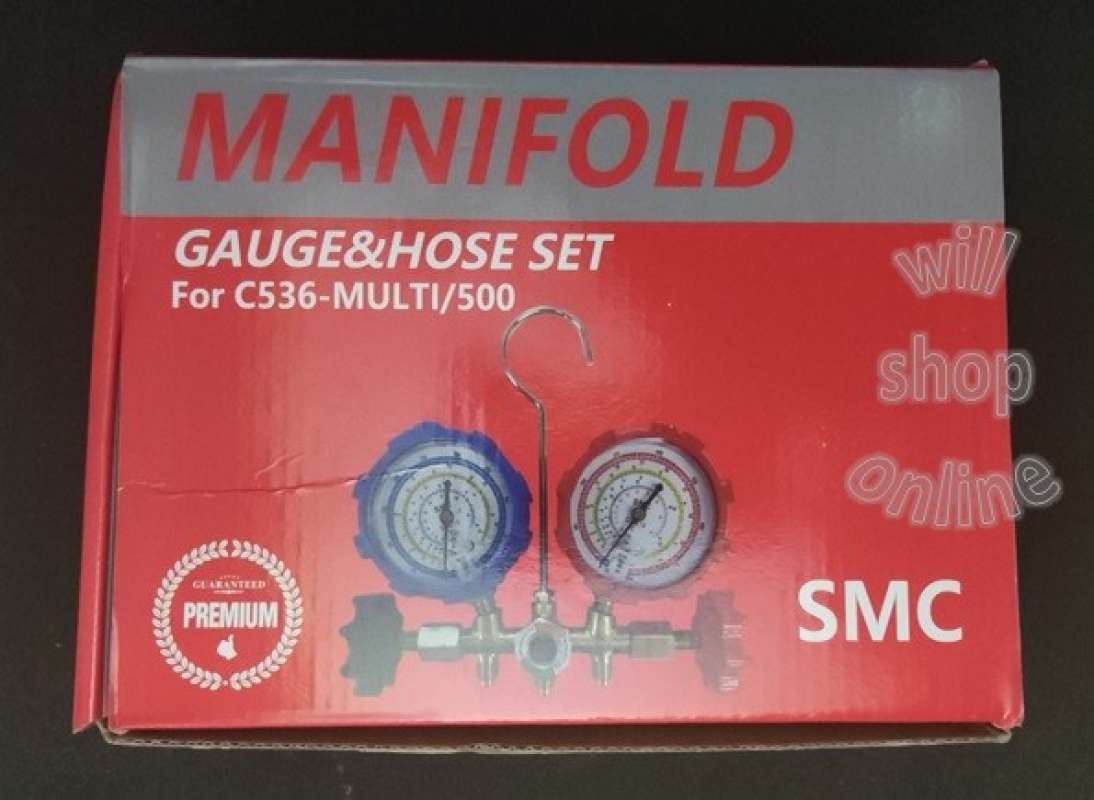 MANIFOLD
GAUGE&HOSE SET
For C536-MULTI/500
will
shop
online
GUARANTEED
PREMIUM
SMC